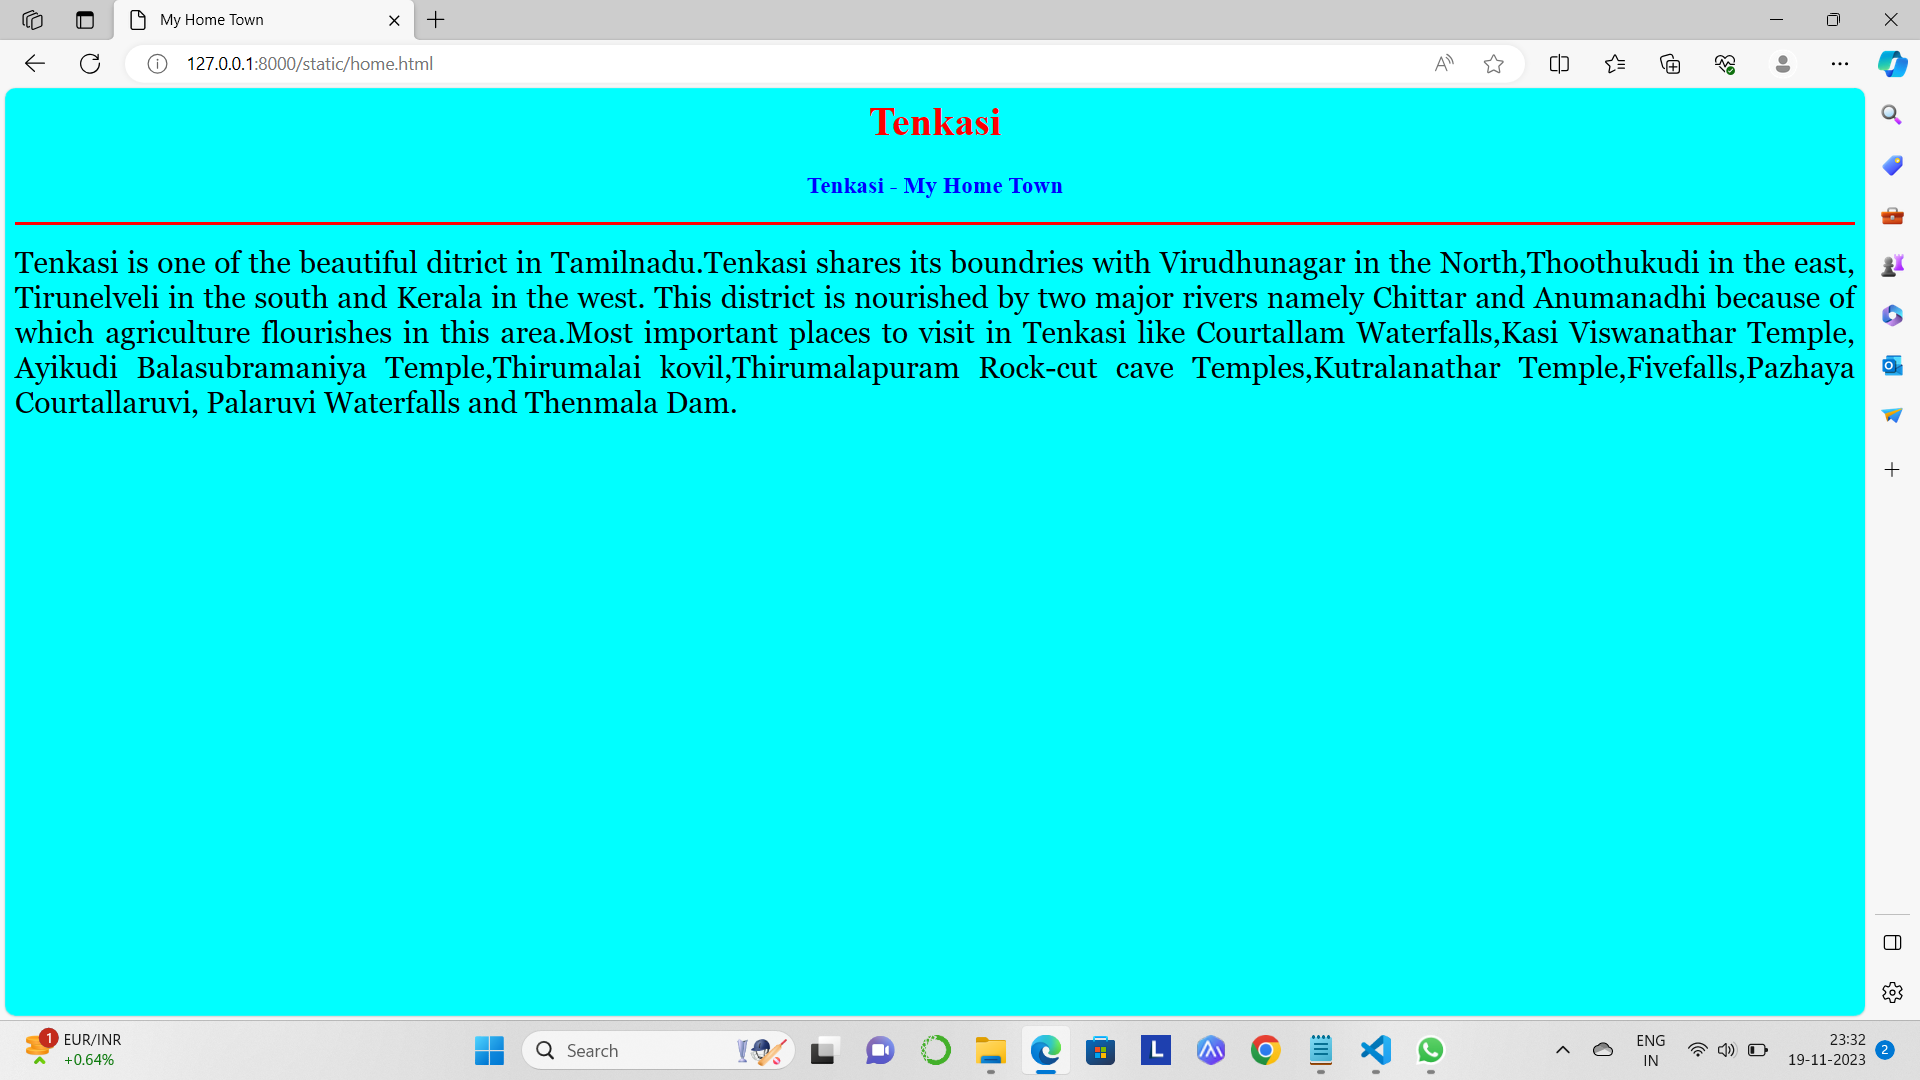 My Home Town
127.0.0.1:8000/static/home.html
Tenkasi
Tenkasi - My Home Town
Tenkasi is one of the beautiful ditrict in Tamilnadu.Tenkasi shares its boundries with Virudhunagar in the North,Thoothukudi in the east,
Tirunelveli in the south and Kerala in the west. This district is nourished by two major rivers namely Chittar and Anumanadhi because of
which agriculture flourishes in this area.Most important places to visit in Tenkasi like Courtallam Waterfalls,Kasi Viswanathar Temple,
Ayikudi Balasubramaniya Temple,Thirumalai kovil,Thirumalapuram Rock-cut cave Temples,Kutralanathar Temple,Fivefalls,Pazhaya
Courtallaruvi, Palaruvi Waterfalls and Thenmala Dam.
1
EUR/INR
+0.64%
Search
L
ENG
IN
23:32
19-11-2023
2